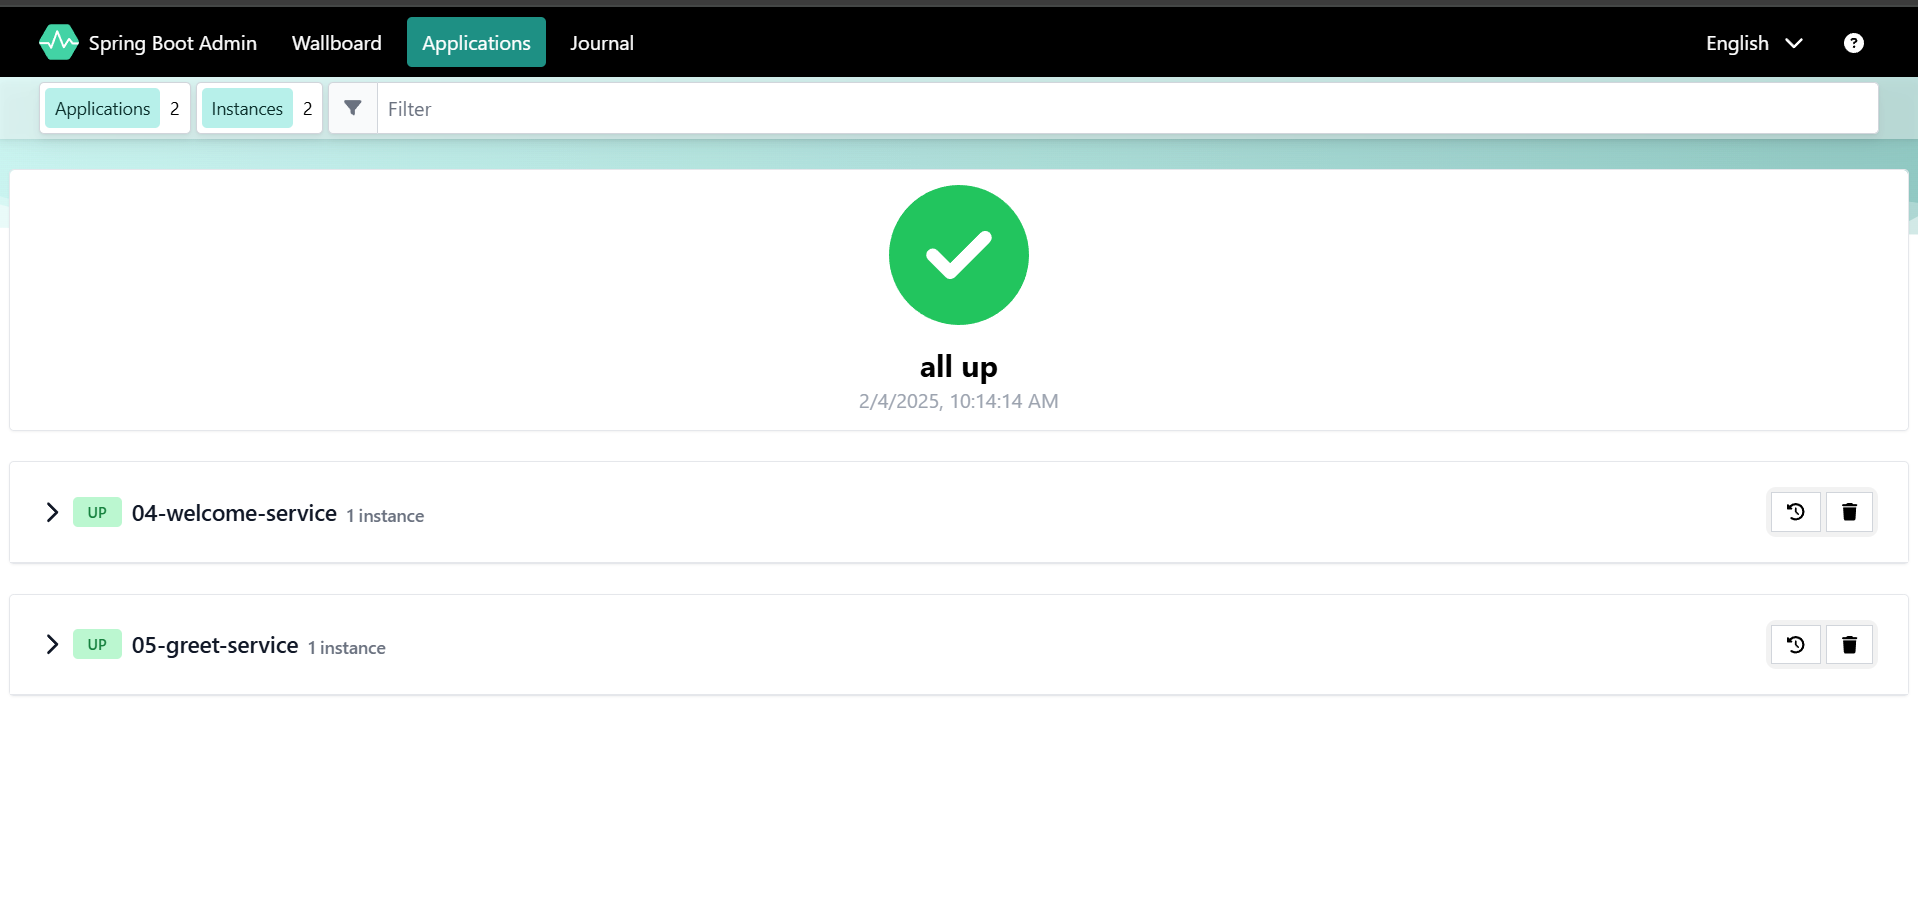 Spring Boot Admin Wallboard Applications Journal English ?
Applications 2 Instances 2 Filter
all up
2/4/2025, 10:14:14 AM
UP 04-welcome-service 1 instance
UP 05-greet-service 1 instance